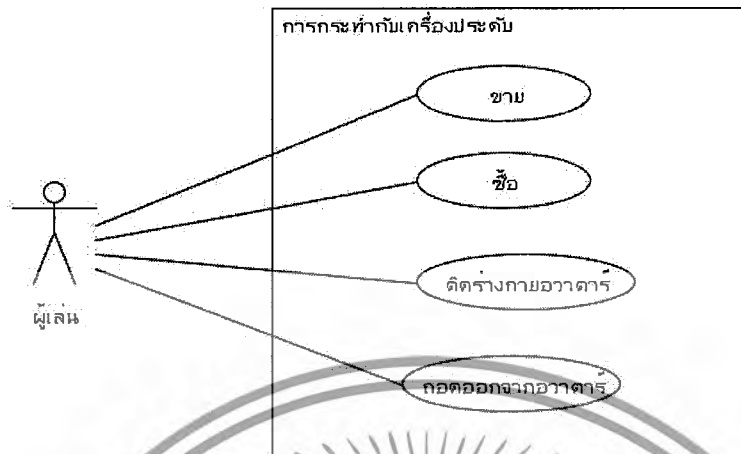 การกระทำกับเครื่องประดับ
ขาย
ซื้อ
ติดร่างกายอวาตาร์
ผู้เล่น
ถอดออกจากอวาตาร์